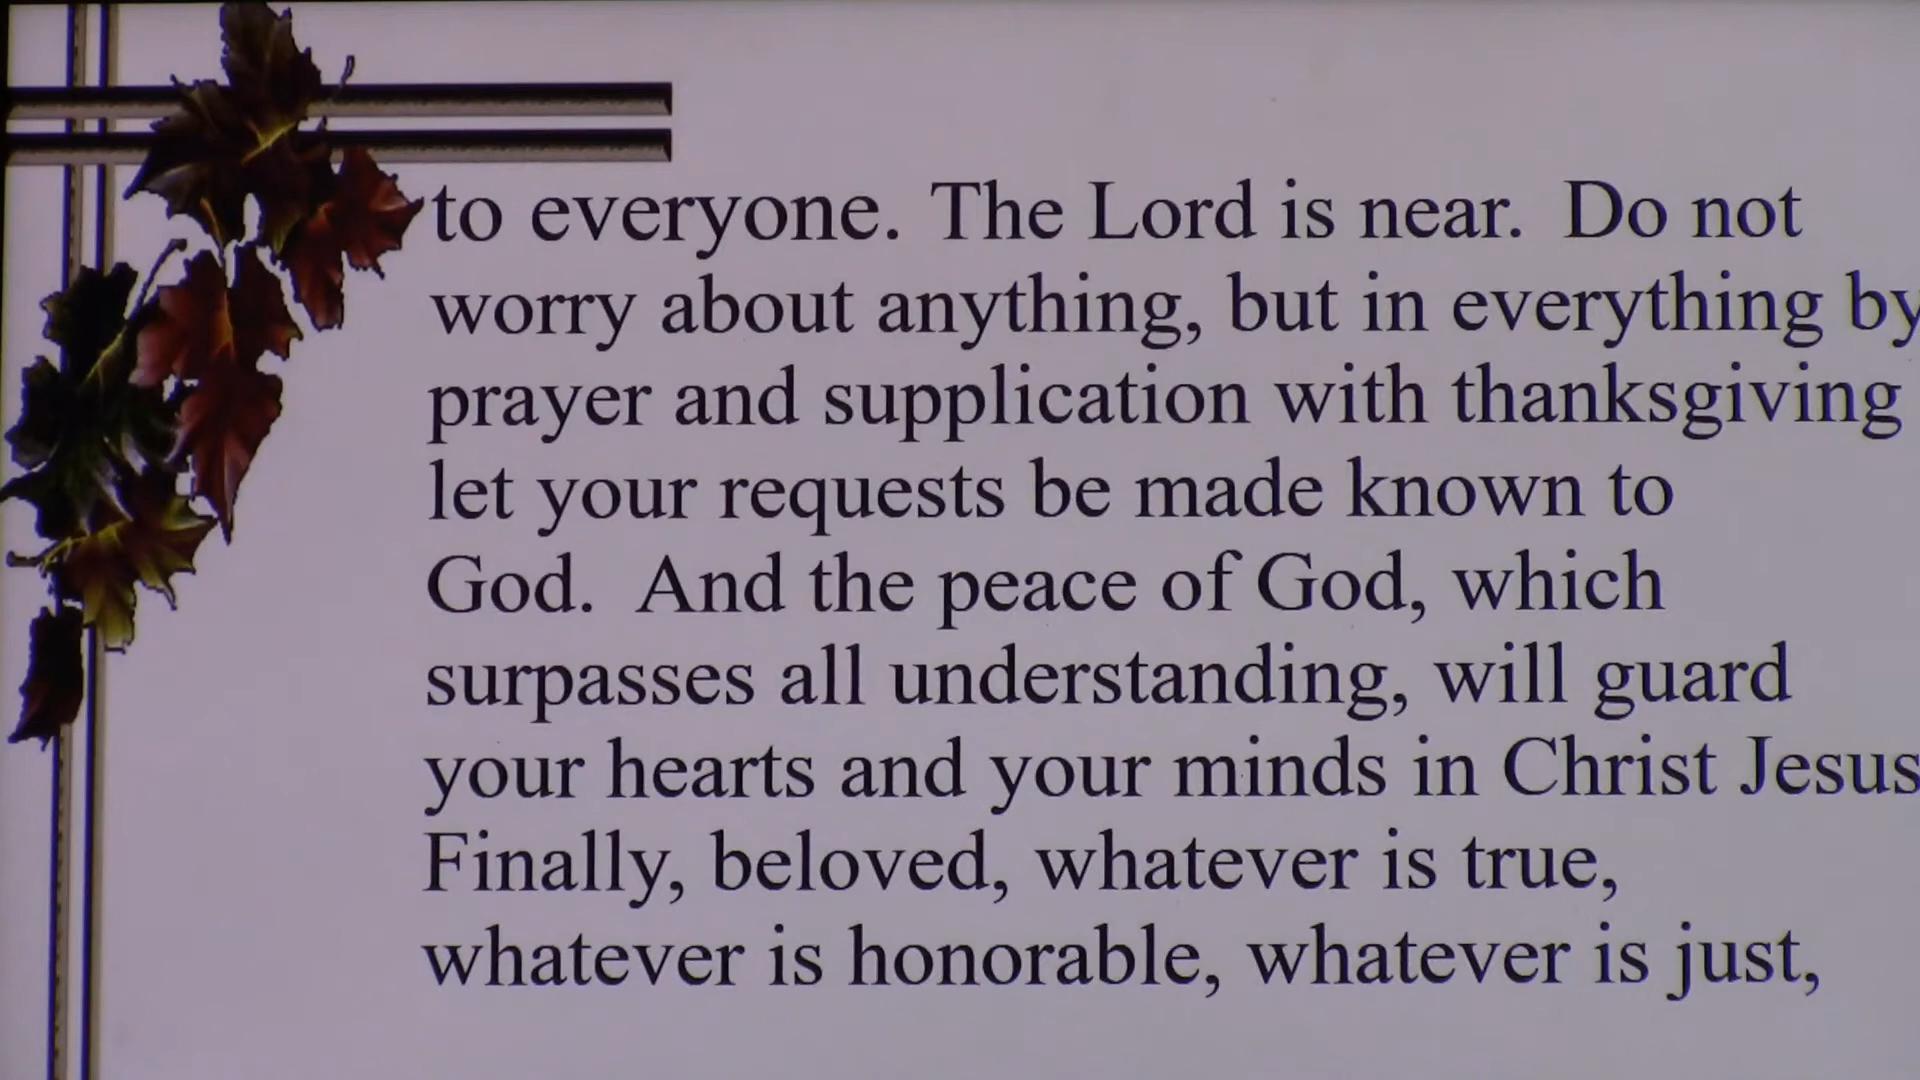 to everyone. The Lord is near. Do not
worry about anything, but in everything by
prayer and supplication with thanksgiving
let your requests be made known to
God. And the peace of God, which
surpasses all understanding, will guard
your hearts and your minds in Christ Jesus
Finally, beloved, whatever is true,
whatever is honorable, whatever is just,